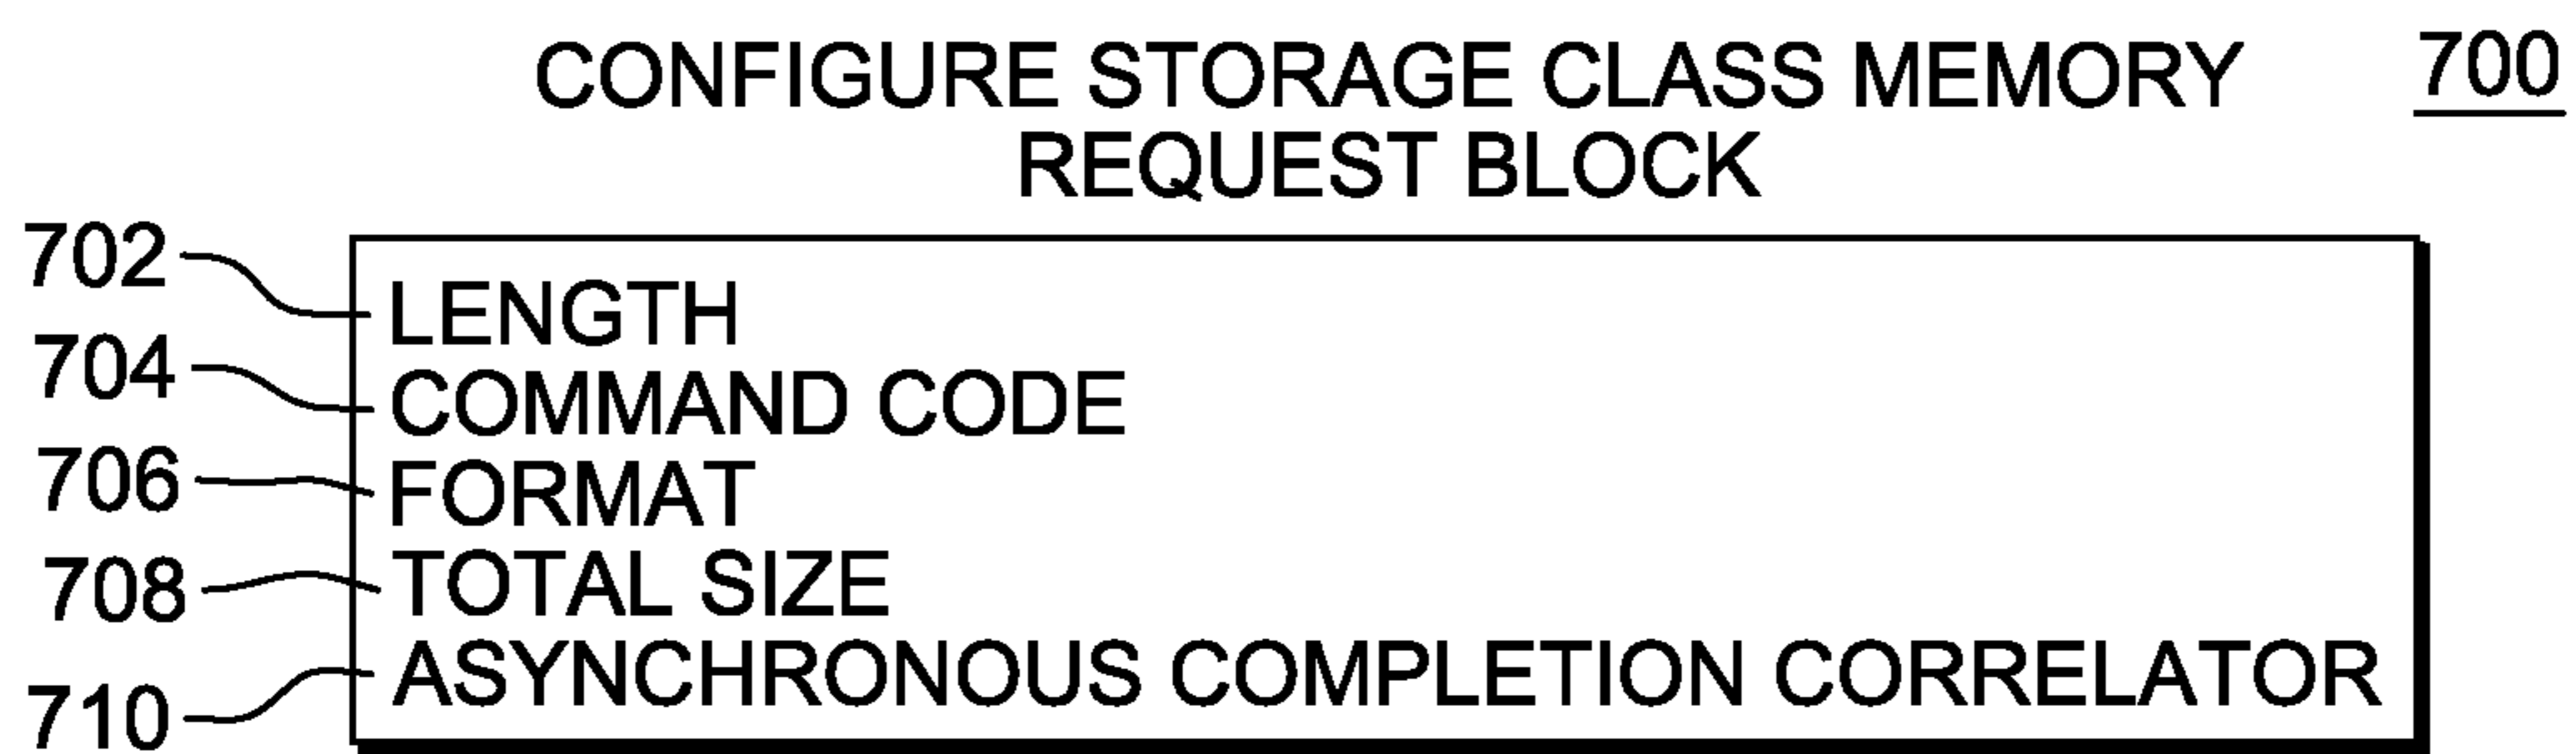 CONFIGURE STORAGE CLASS MEMORY 700
REQUEST BLOCK
702 LENGTH
704 COMMAND CODE
706 FORMAT
708 TOTAL SIZE
710 ASYNCHRONOUS COMPLETION CORRELATOR